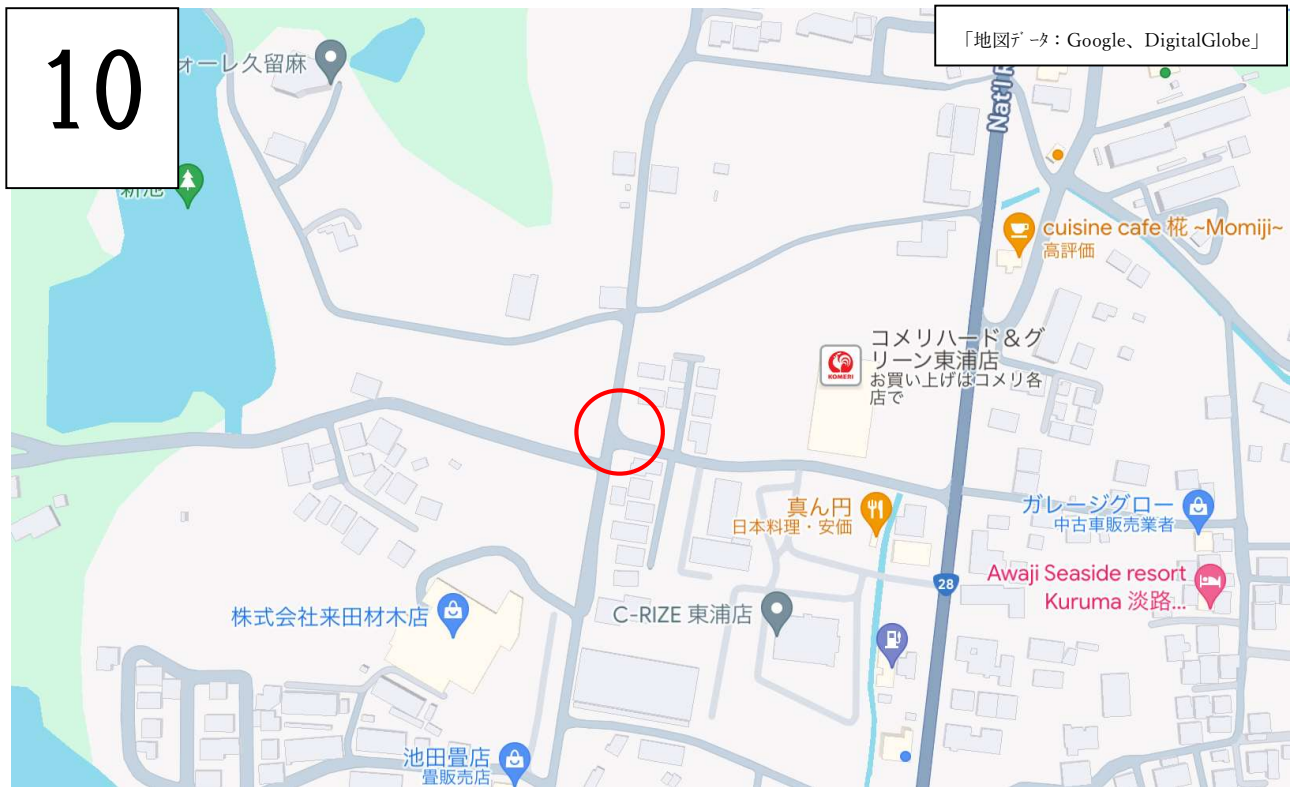 10
「地図データ：Google、DigitalGlobe」
ォーレ久留麻
新池
Nat'l R
cuisine cafe 椛 ~Momiji~
高評価
KOMERI
コメリハード＆グ
リーン東浦店
お買い上げはコメリ各
店で
真ん円
日本料理・安価
ガレージグロー
中古車販売業者
28
Awaji Seaside resort
Kuruma 淡路...
株式会社来田材木店
C-RIZE 東浦店
池田畳店
畳販売店